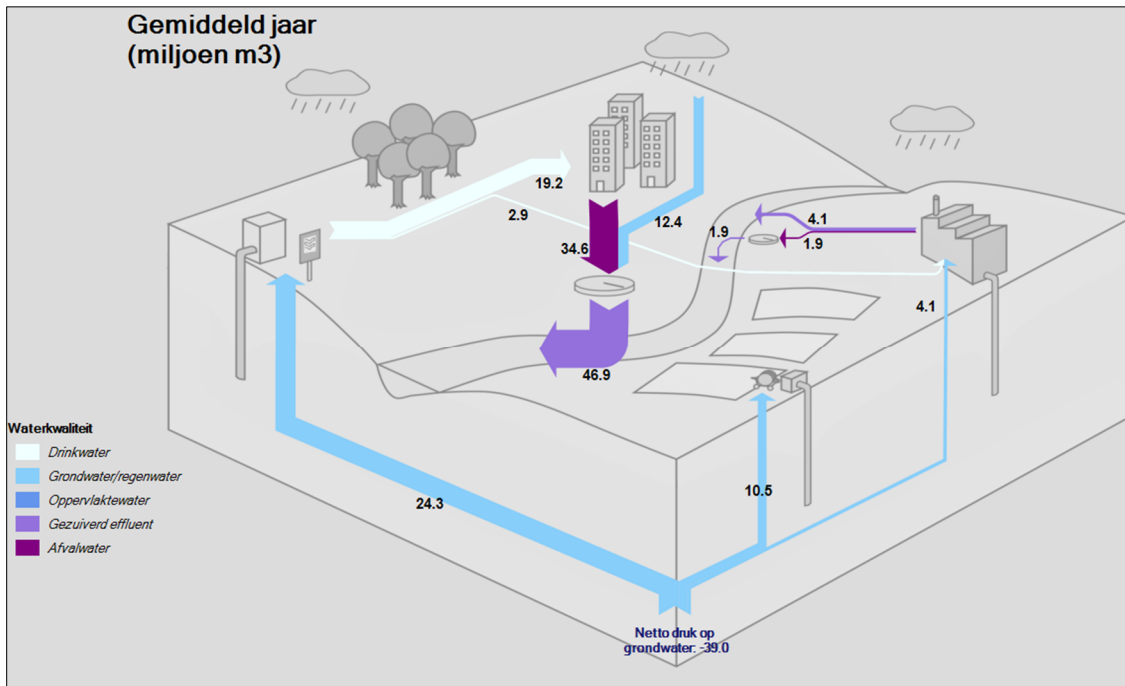 Gemiddeld jaar
(miljoen m3)
19.2
2.9
12.4
34.6
4.1
1.9
1.9
4.1
46.9
Waterkwaliteit
Drinkwater
Grondwater/regenwater
Oppervlaktewater
Gezuiverd effluent
Afvalwater
24.3
10.5
Netto druk op
grondwater: -39.0